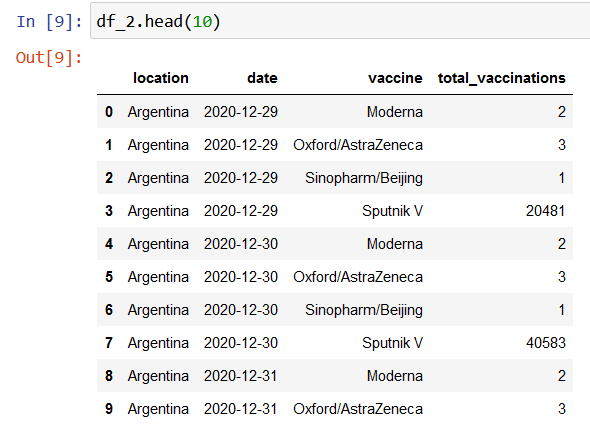 In [9]: df_2.head(10)
Out[9]:
location date vaccine total_vaccinations
0 Argentina 2020-12-29 Moderna 2
1 Argentina 2020-12-29 Oxford/AstraZeneca 3
2 Argentina 2020-12-29 Sinopharm/Beijing 1
3 Argentina 2020-12-29 Sputnik V 20481
4 Argentina 2020-12-30 Moderna 2
5 Argentina 2020-12-30 Oxford/AstraZeneca 3
6 Argentina 2020-12-30 Sinopharm/Beijing 1
7 Argentina 2020-12-30 Sputnik V 40583
8 Argentina 2020-12-31 Moderna 2
9 Argentina 2020-12-31 Oxford/AstraZeneca 3